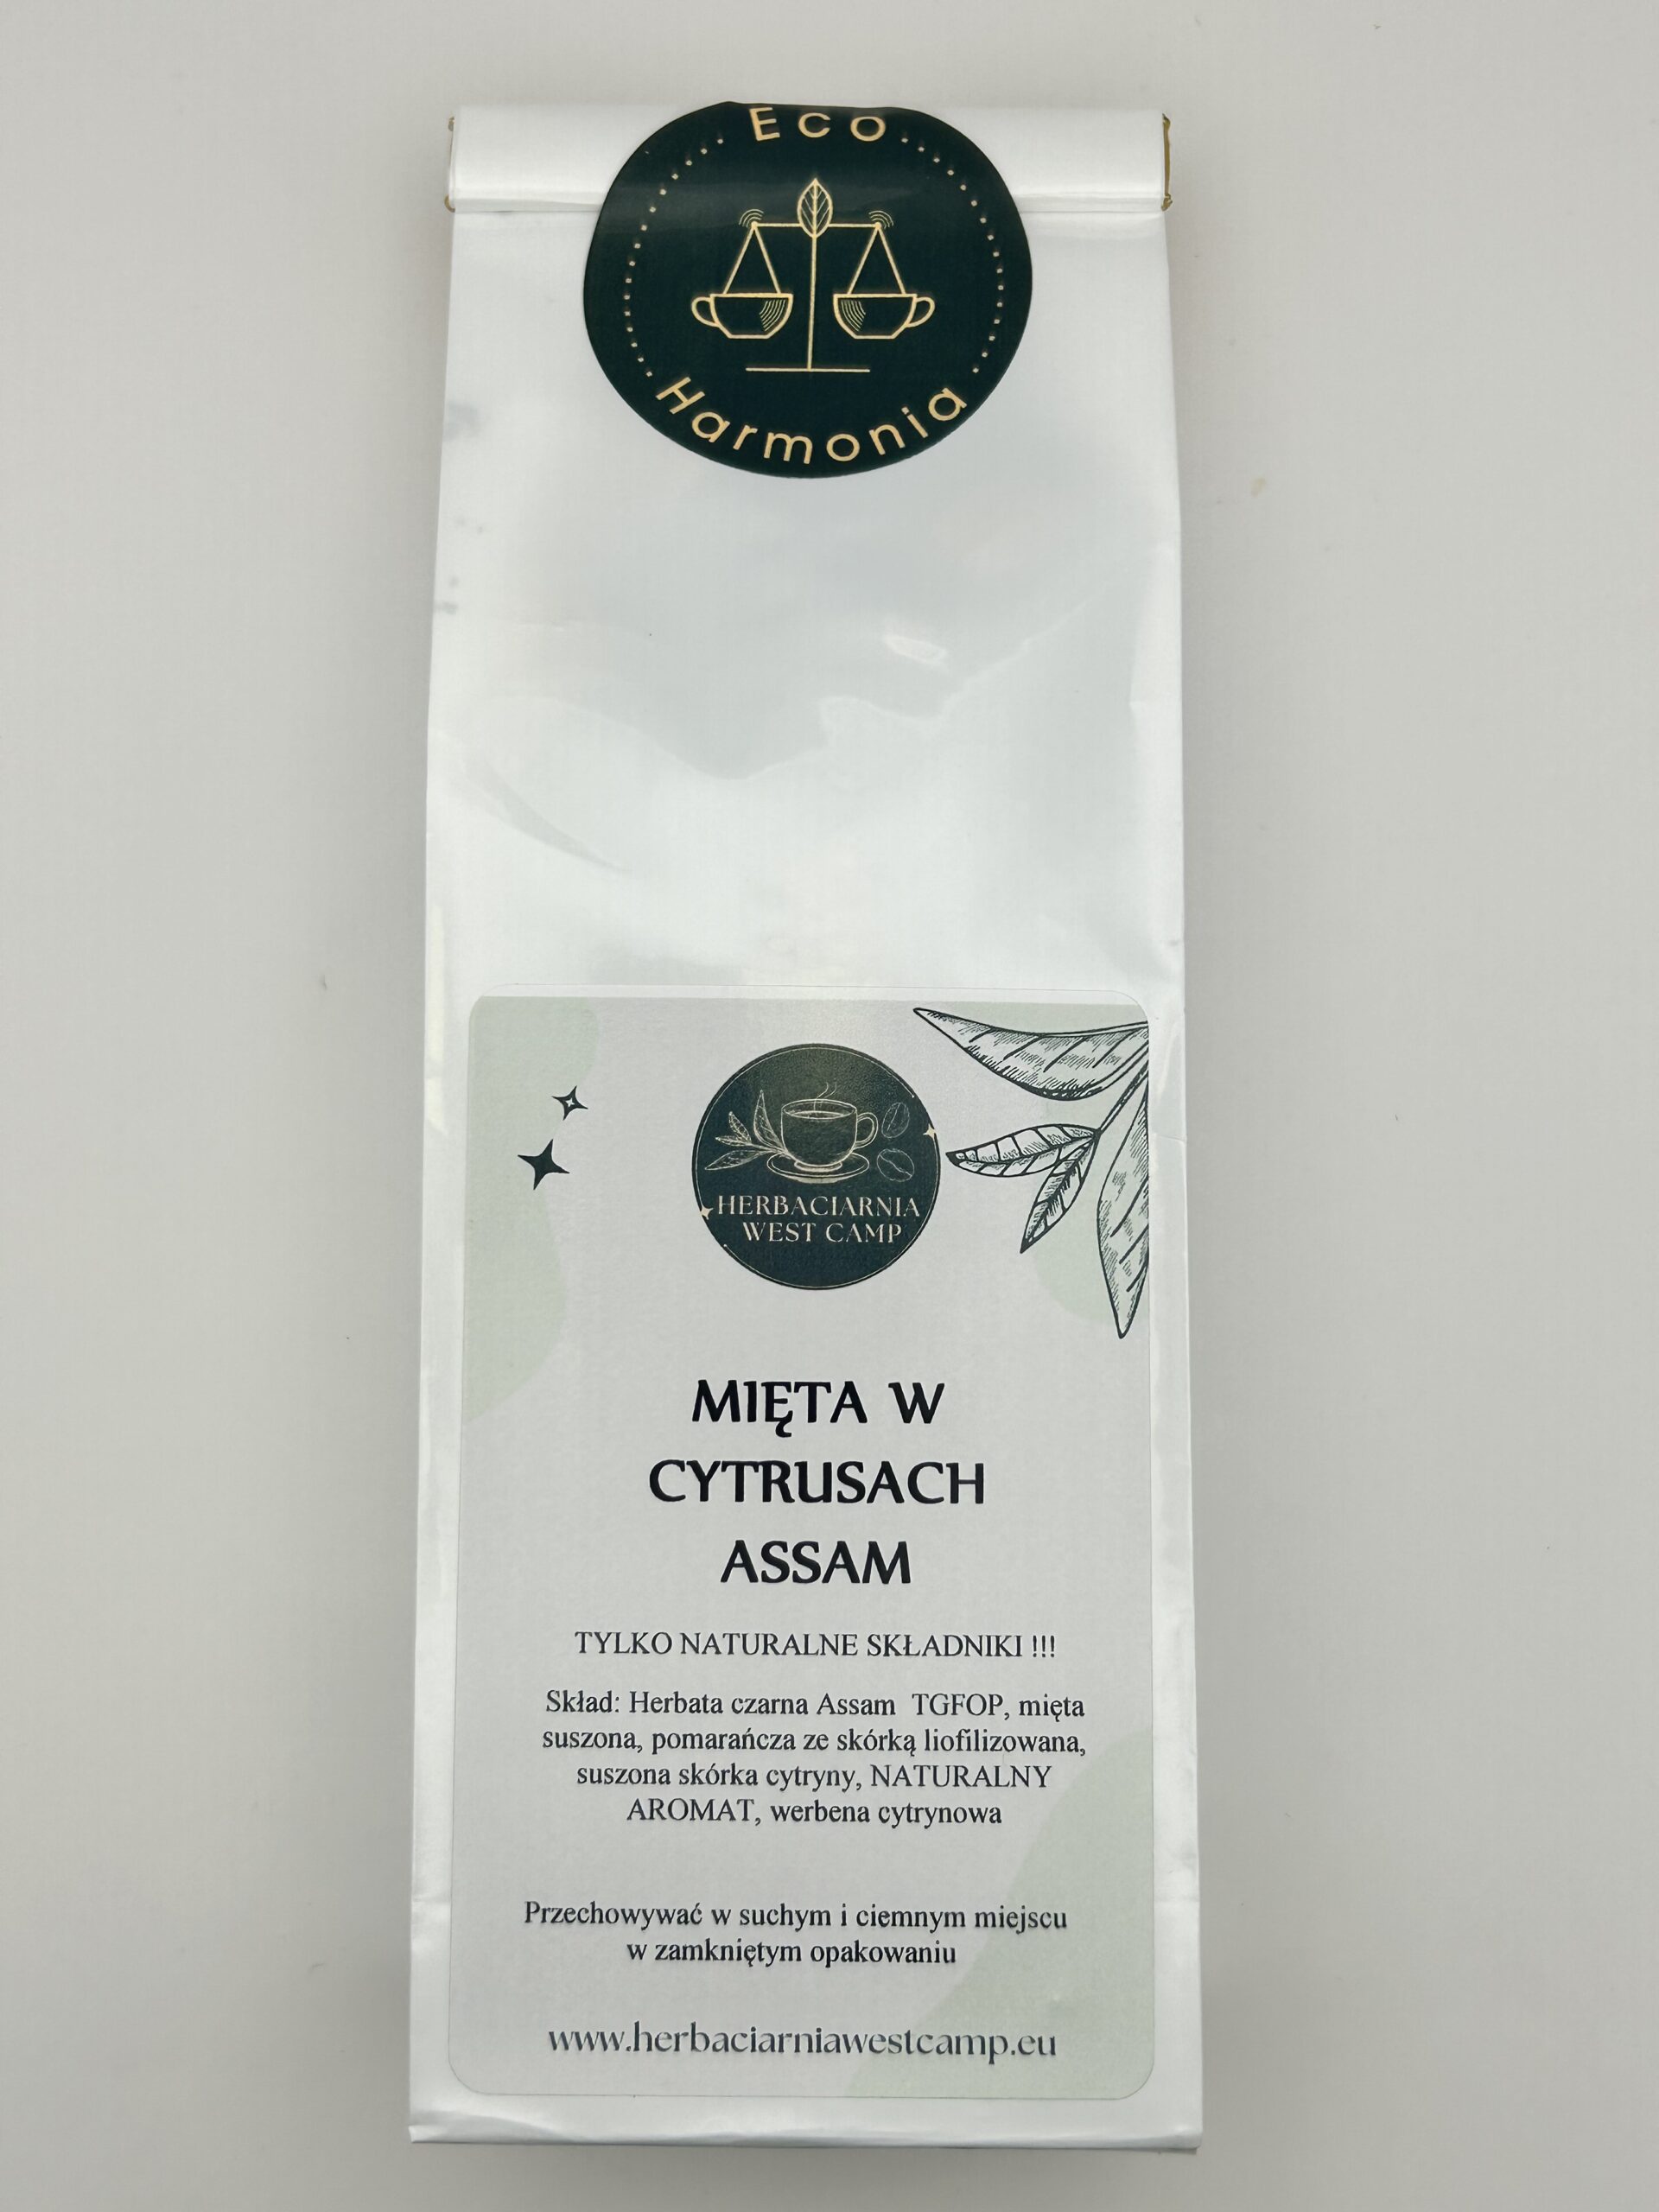 Eco
Harmonia
HERBACIARNIA
WEST CAMP
MIĘTA W
CYTRUSACH
ASSAM
TYLKO NATURALNE SKŁADNIKI !!!
Skład: Herbata czarna Assam TGFOP, mięta
suszona, pomarańcza ze skórką liofilizowana,
suszona skórka cytryny, NATURALNY
AROMAT, werbena cytrynowa
Przechowywać w suchym i ciemnym miejscu
w zamkniętym opakowaniu
www.herbaciarniawestcamp.eu